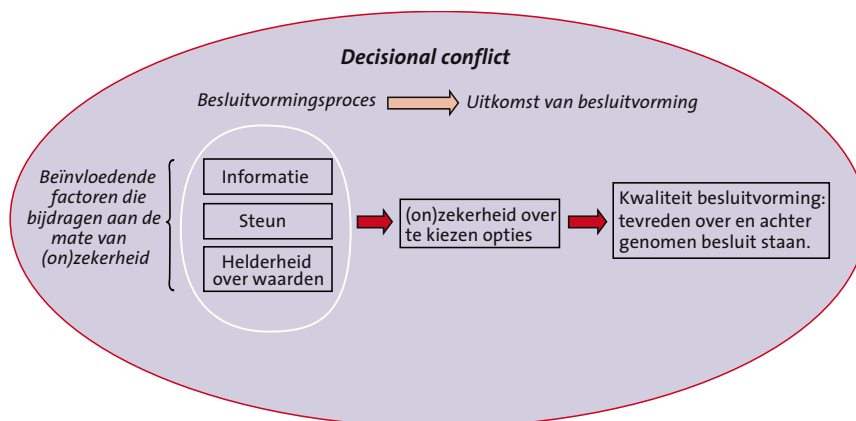 Decisional conflict
Besluitvormingsproces
Uitkomst van besluitvorming
Beïnvloedende
factoren die
bijdragen aan de
mate van
(on)zekerheid
Informatie
Steun
Helderheid
over waarden
(on)zekerheid over
te kiezen opties
Kwaliteit besluitvorming:
tevreden over en achter
genomen besluit staan.